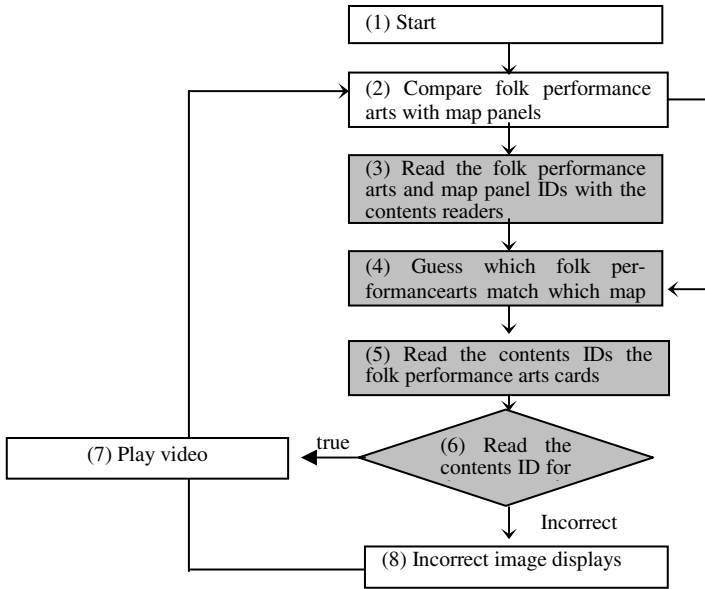 (1) Start
(2) Compare folk performance
arts with map panels
(3) Read the folk performance
arts and map panel IDs with the
contents readers
(4) Guess which folk per-
formancearts match which map
(5) Read the contents IDs the
folk performance arts cards
(6) Read the
contents ID for
true
(7) Play video
Incorrect
(8) Incorrect image displays